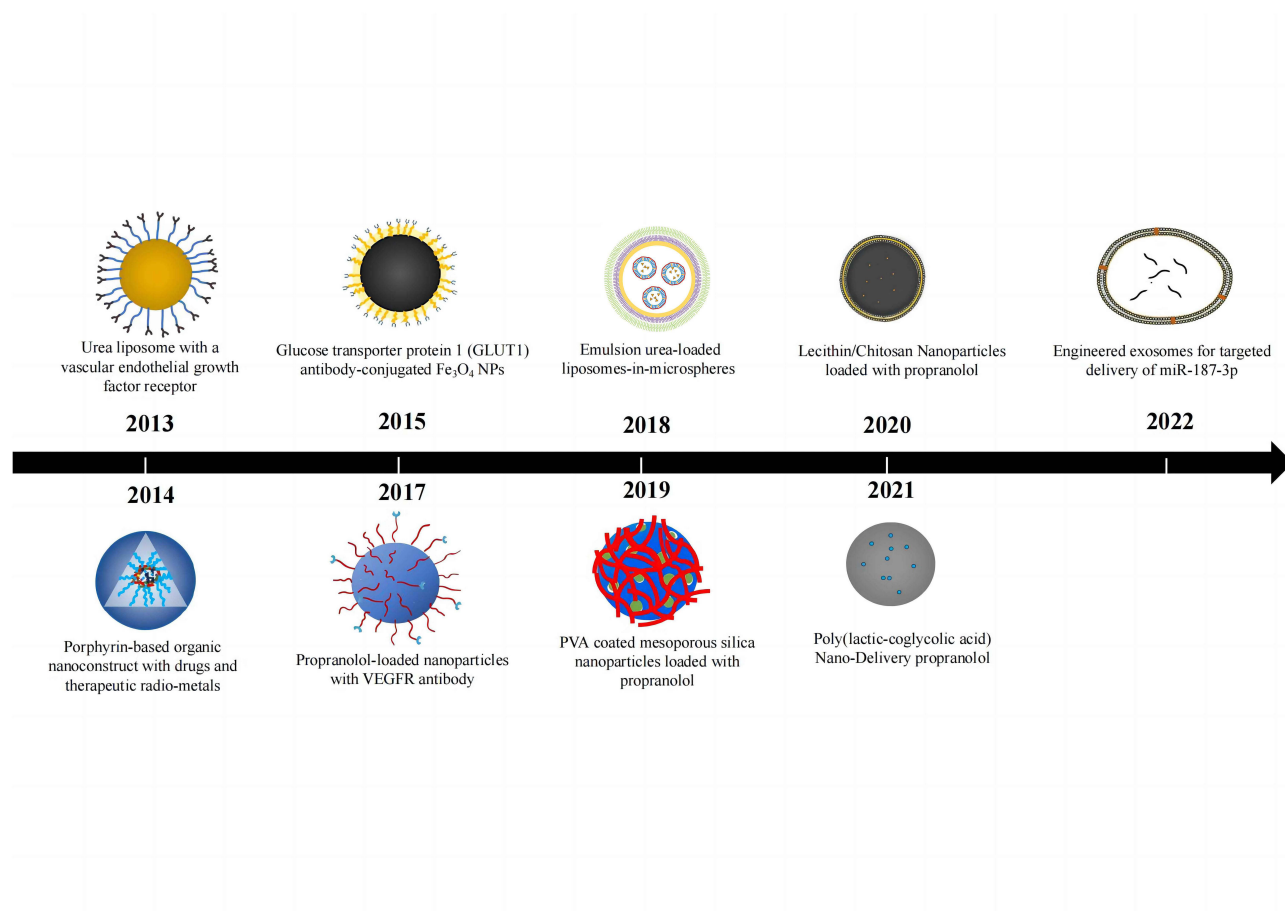 Urea liposome with a
vascular endothelial growth
factor receptor
2013
Glucose transporter protein 1 (GLUT1)
antibody-conjugated Fe₃O₄ NPs
2015
Emulsion urea-loaded
liposomes-in-microspheres
2018
Lecithin/Chitosan Nanoparticles
loaded with propranolol
2020
Engineered exosomes for targeted
delivery of miR-187-3p
2022
2014
Porphyrin-based organic
nanoconstruct with drugs and
therapeutic radio-metals
2017
Propranolol-loaded nanoparticles
with VEGFR antibody
2019
PVA coated mesoporous silica
nanoparticles loaded with
propranolol
2021
Poly(lactic-coglycolic acid)
Nano-Delivery propranolol